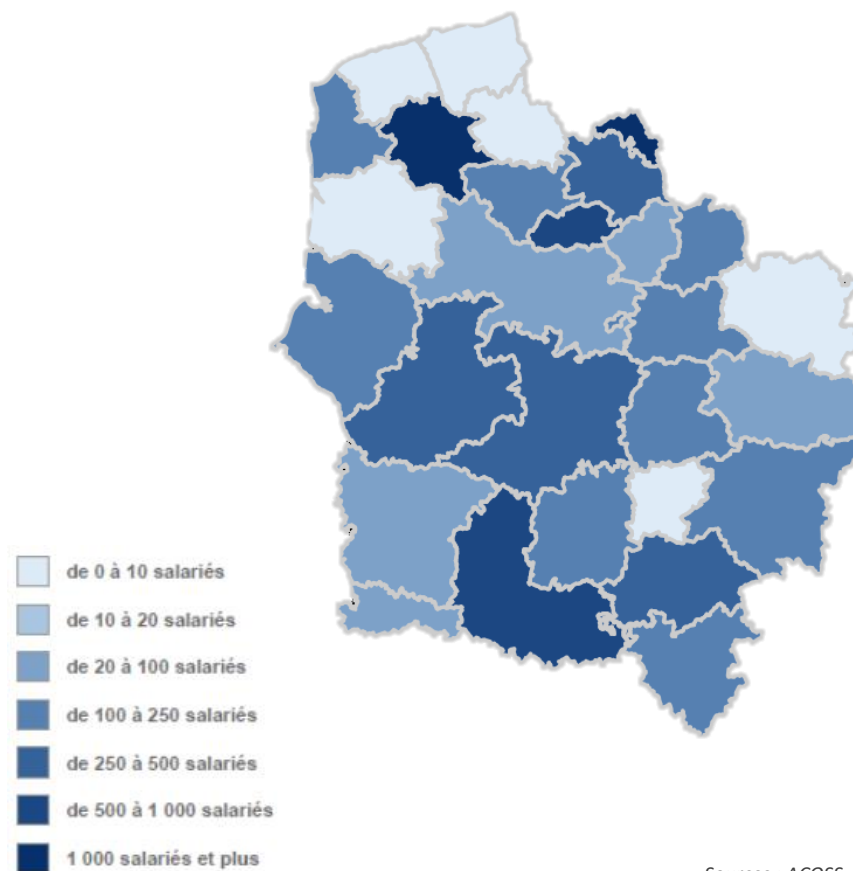 de 0 à 10 salariés
de 10 à 20 salariés
de 20 à 100 salariés
de 100 à 250 salariés
de 250 à 500 salariés
de 500 à 1 000 salariés
1 000 salariés et plus